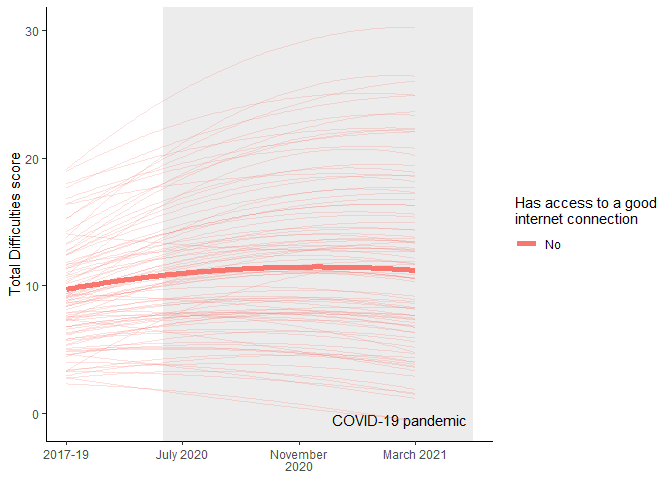 Total Difficulties score
30
20
10
0
COVID-19 pandemic
2017-19
July 2020
November
2020
March 2021
Has access to a good
internet connection
No